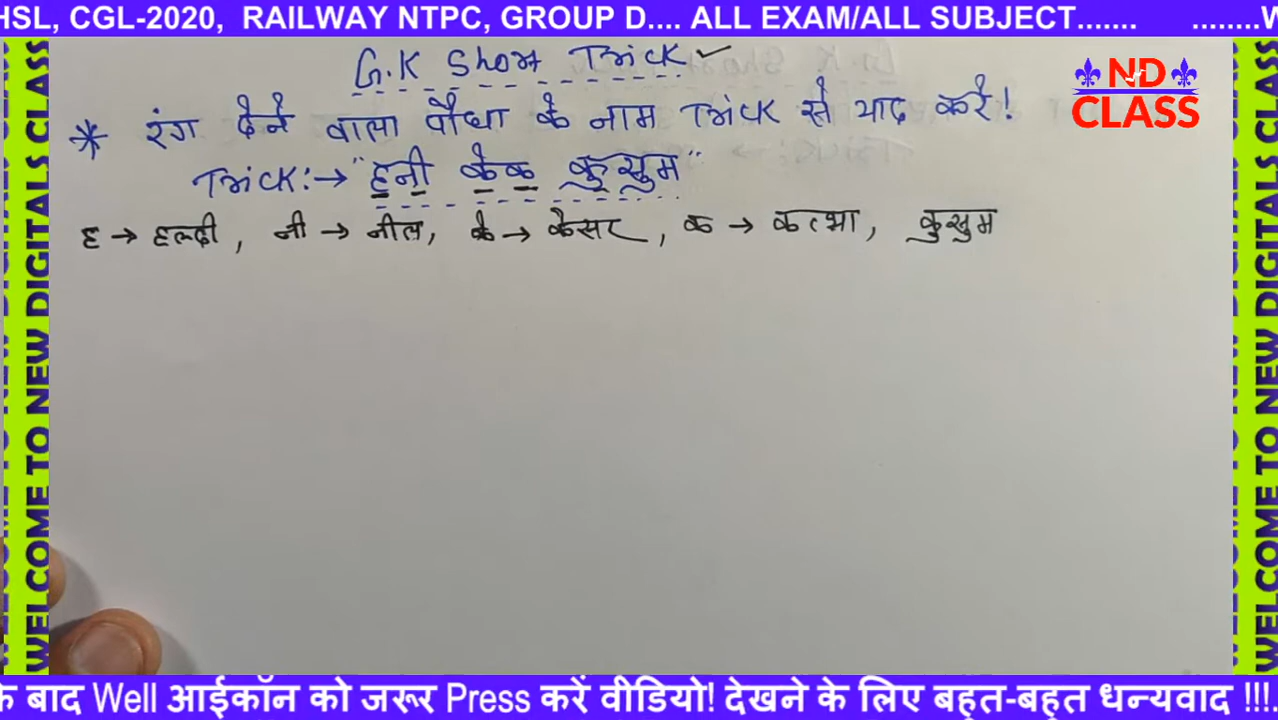 HSL, CGL-2020, RAILWAY NTPC, GROUP D.... ALL EXAM/ALL SUBJECT....... ........W
G.K Short Trick ✓
ND
CLASS
* रंग देने वाला पौधा के नाम Trick से याद करें!
Trick:→ "हनी केक कुसुम"
ह → हल्दी, नी → नील, के → केसर, क → कत्था, कुसुम
WELCOME TO NEW DIGITALS CLASS
WELCOME TO NEW DIGITALS CLASS
के बाद Well आईकॉन को जरूर Press करें वीडियो! देखने के लिए बहुत-बहुत धन्यवाद !!!.